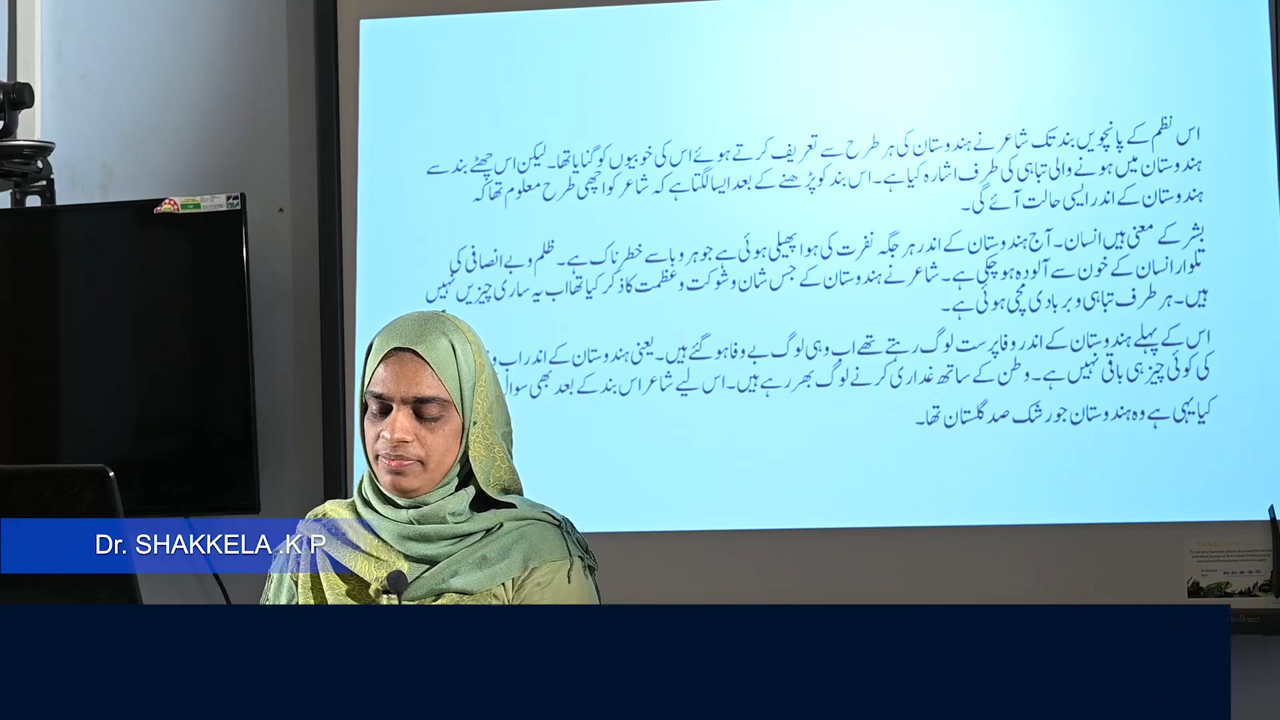 اس نظم کے پانچویں بند تک شاعر نے ہندوستان کی ہر طرح سے تعریف کرتے ہوئے اس کی خوبیوں کو گنایا تھا۔ لیکن اس چھٹے بند سے
ہندوستان میں ہونے والی تباہی کی طرف اشارہ کیا ہے۔ اس بند کو پڑھنے کے بعد ایسا لگتا ہے کہ شاعر کو اچھی طرح معلوم تھا کہ
ہندوستان کے اندر ایسی حالت آئے گی۔
بشر کے معنی ہیں انسان۔ آج ہندوستان کے اندر ہر جگہ نفرت کی ہوا پھیلی ہوئی ہے جو ہر وبا سے خطرناک ہے۔ ظلم و بے انصافی کی
تلوار انسان کے خون سے آلودہ ہو چکی ہے۔ شاعر نے ہندوستان کے جس شان و شوکت و عظمت کا ذکر کیا تھا اب یہ ساری چیزیں نہیں
ہیں۔ ہر طرف تباہی و بربادی مچی ہوئی ہے۔
اس کے پہلے ہندوستان کے اندر وفا پرست لوگ رہتے تھے اب وہی لوگ بے وفا ہو گئے ہیں۔ یعنی ہندوستان کے اندر اب
کی کوئی چیز ہی باقی نہیں ہے۔ وطن کے ساتھ غداری کرنے لوگ بھر رہے ہیں۔ اس لیے شاعر اس بند کے بعد بھی سوال
کیا یہی ہے وہ ہندوستان جو رشک صد گلستان تھا۔
Dr. SHAKKELA .K P